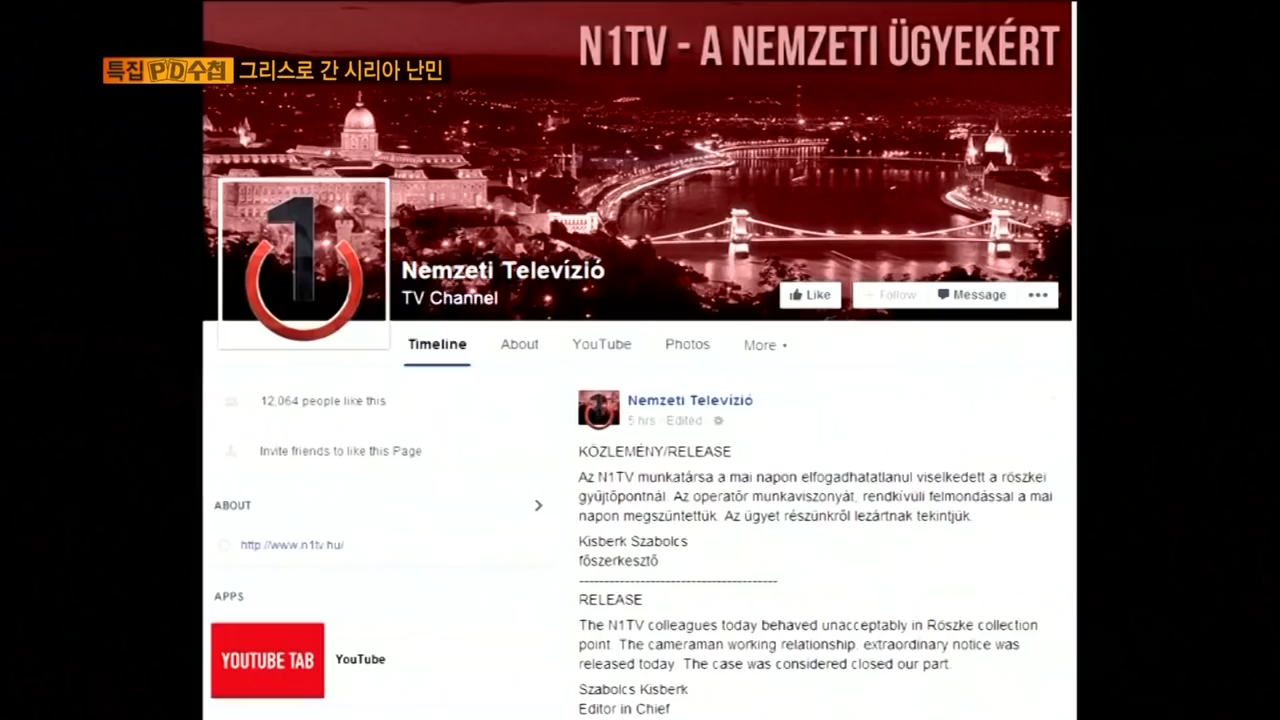 N1TV - A NEMZETI ÜGYEKÉRT
특집 PD수첩 그리스로 간 시리아 난민
1
Nemzeti Televízió
TV Channel
Like
+ Follow
Message
Timeline
About
YouTube
Photos
More
12,064 people like this
Invite friends to like this Page
ABOUT
http://www.n1tv.hu/
APPS
YOUTUBE TAB
YouTube
Nemzeti Televízió
5 hrs · Edited
KÖZLEMÉNY/RELEASE
Az N1TV munkatársa a mai napon elfogadhatatlanul viselkedett a röszkei
gyűjtőpontnál. Az operatőr munkaviszonyát, rendkívüli felmondással a mai
napon megszüntettük. Az ügyet részünkről lezártnak tekintjük.
Kisberk Szabolcs
főszerkesztő
--------------------------------------
RELEASE
The N1TV colleagues today behaved unacceptably in Röszke collection
point. The cameraman working relationship, extraordinary notice was
released today. The case was considered closed our part.
Szabolcs Kisberk
Editor in Chief